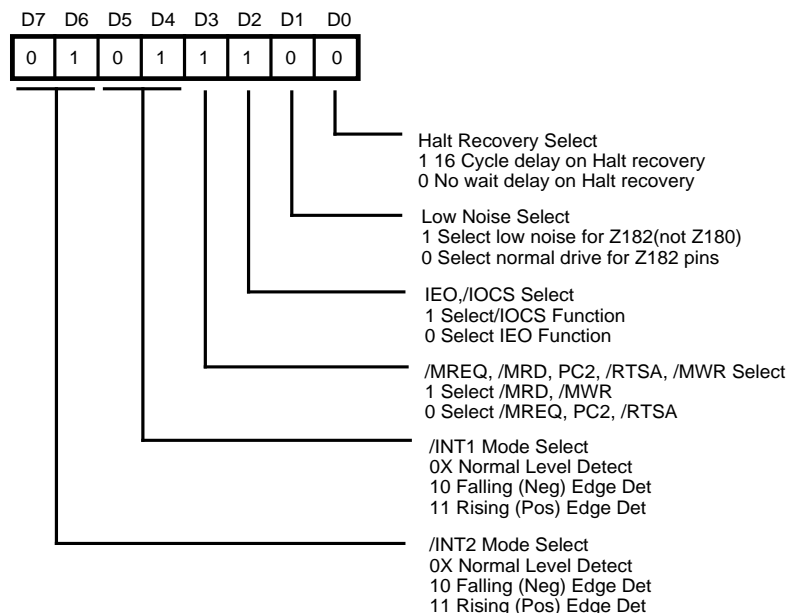 D7 D6 D5 D4 D3 D2 D1 D0
0 1 0 1 1 1 0 0
Halt Recovery Select
1 16 Cycle delay on Halt recovery
0 No wait delay on Halt recovery
Low Noise Select
1 Select low noise for Z182(not Z180)
0 Select normal drive for Z182 pins
IEO,/IOCS Select
1 Select/IOCS Function
0 Select IEO Function
/MREQ, /MRD, PC2, /RTSA, /MWR Select
1 Select /MRD, /MWR
0 Select /MREQ, PC2, /RTSA
/INT1 Mode Select
0X Normal Level Detect
10 Falling (Neg) Edge Det
11 Rising (Pos) Edge Det
/INT2 Mode Select
0X Normal Level Detect
10 Falling (Neg) Edge Det
11 Rising (Pos) Edge Det